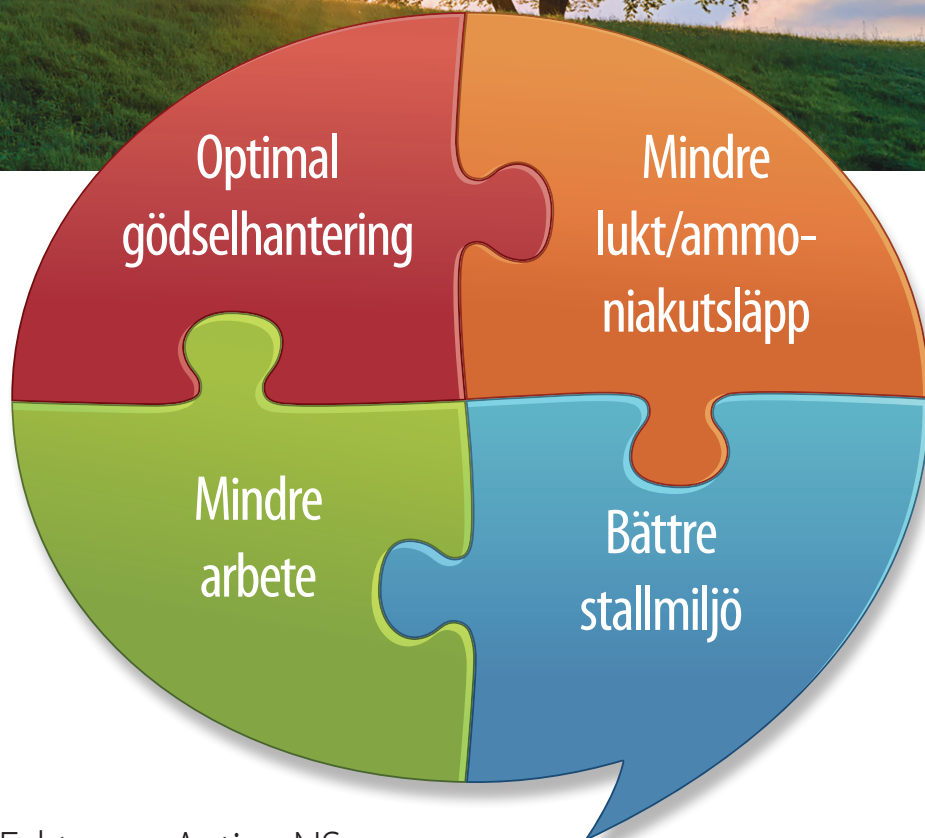 Optimal
gödselhantering
Mindre
lukt/ammo-
niakutsläpp
Mindre
arbete
Bättre
stallmiljö